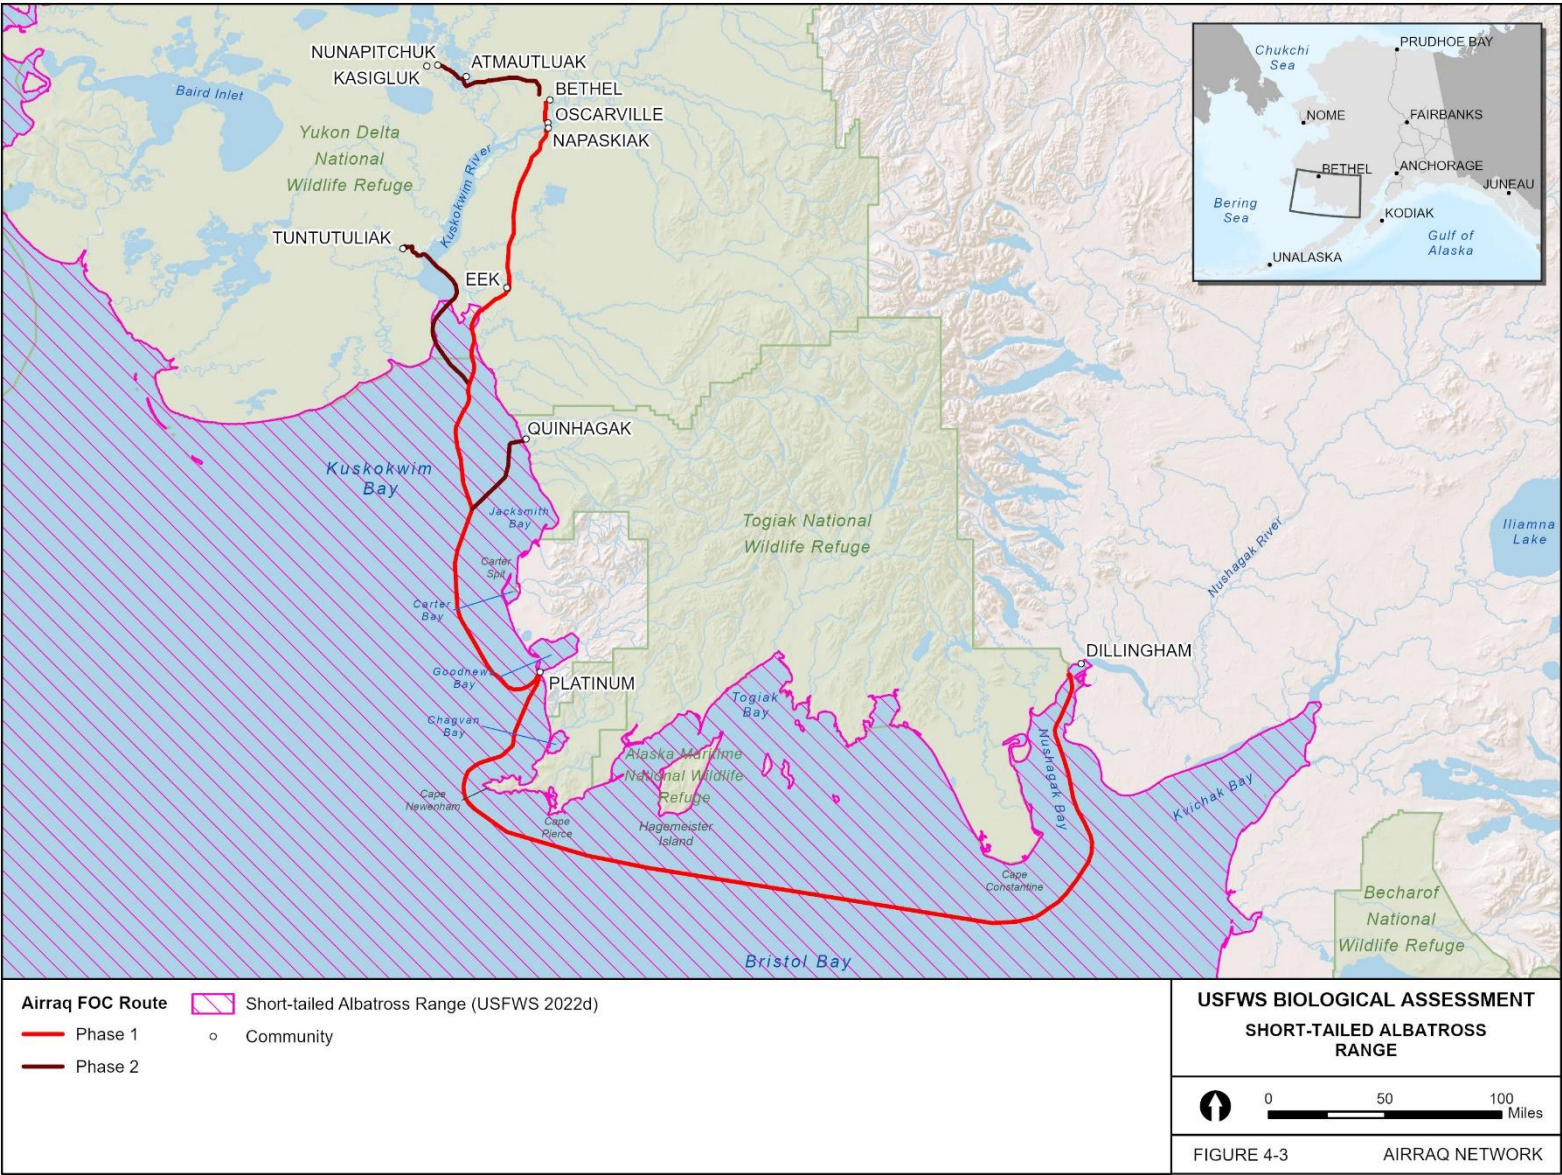 NUNAPITCHUK
KASIGLUK
ATMAUTLUAK
BETHEL
OSCARVILLE
NAPASKIAK
Baird Inlet
Yukon Delta
National
Wildlife Refuge
Kuskokwim River
TUNTUTULIAK
EEK
QUINHAGAK
Kuskokwim
Bay
Jacksmith
Bay
Carter
Spit
Carter
Bay
Goodnews
Bay
PLATINUM
Chagvan
Bay
Cape
Newenham
Cape
Pierce
Togiak National
Wildlife Refuge
Togiak
Bay
Alaska Maritime
National Wildlife
Refuge
Hagemeister
Island
DILLINGHAM
Nushagak River
Nushagak Bay
Kvichak Bay
Cape
Constantine
Bristol Bay
Iliamna
Lake
Becharof
National
Wildlife Refuge
Chukchi
Sea
PRUDHOE BAY
NOME
FAIRBANKS
BETHEL
ANCHORAGE
JUNEAU
Bering
Sea
KODIAK
Gulf of
Alaska
UNALASKA
Airraq FOC Route
Phase 1
Phase 2
Short-tailed Albatross Range (USFWS 2022d)
Community
USFWS BIOLOGICAL ASSESSMENT
SHORT-TAILED ALBATROSS
RANGE
0 50 100
Miles
FIGURE 4-3 AIRRAQ NETWORK